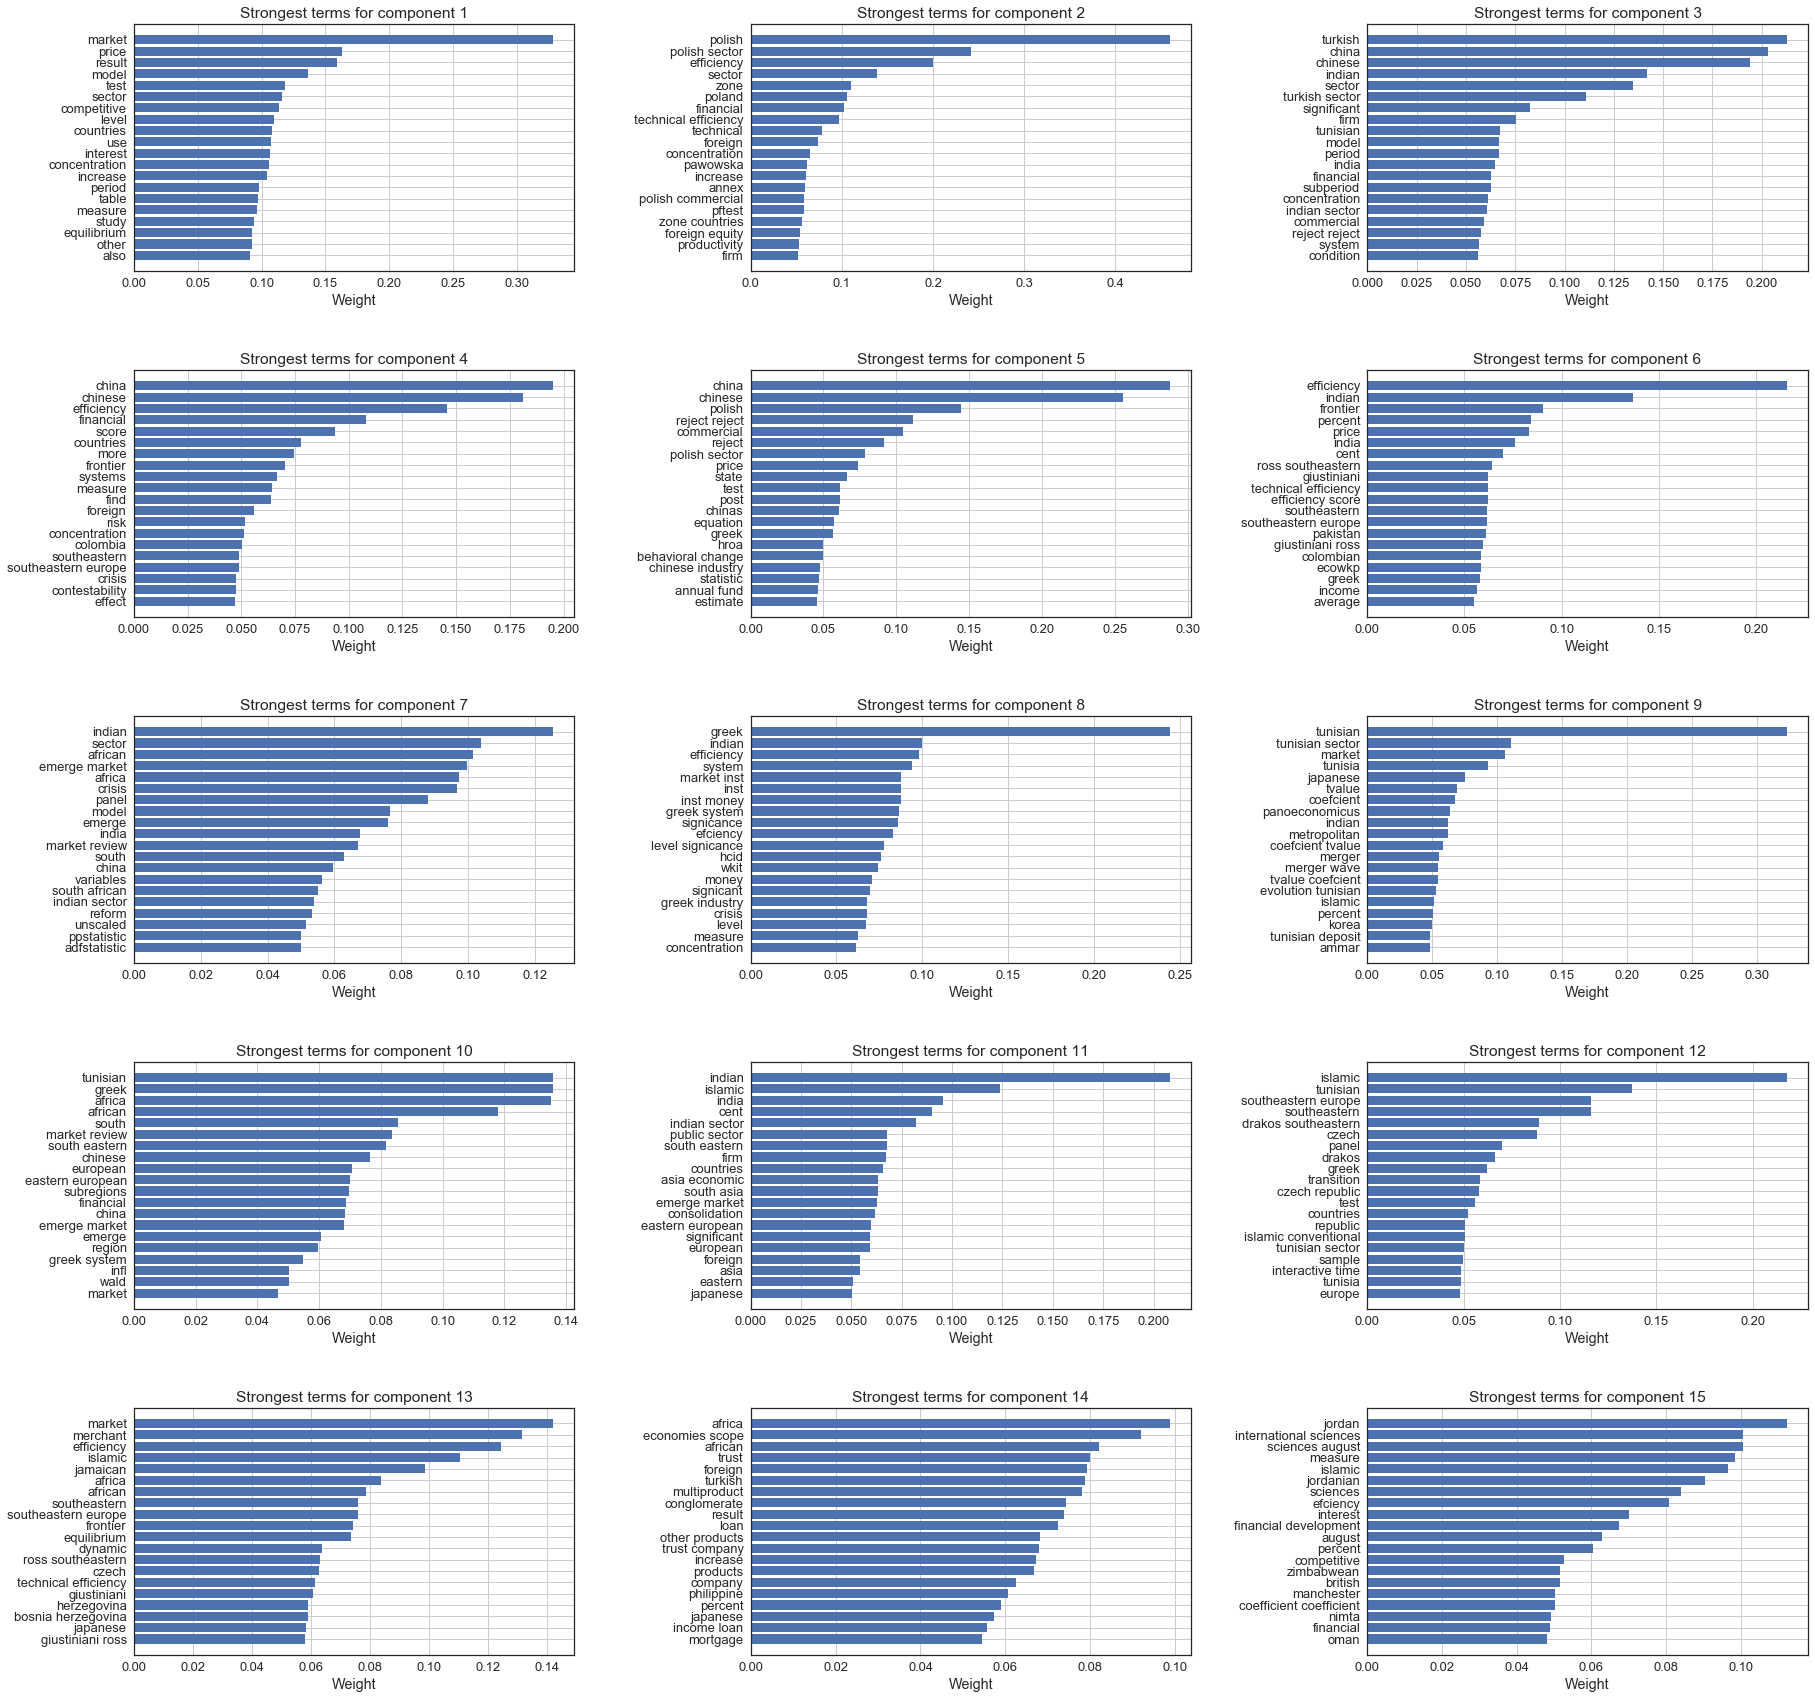 Strongest terms for component 1
market
price
result
model
test
sector
competitive
level
countries
use
interest
concentration
increase
period
table
measure
study
equilibrium
other
also
0.00 0.05 0.10 0.15 0.20 0.25 0.30
Weight
Strongest terms for component 2
polish
polish sector
efficiency
sector
zone
poland
financial
technical efficiency
technical
foreign
concentration
pawowska
increase
annex
polish commercial
pftest
zone countries
foreign equity
productivity
firm
0.0 0.1 0.2 0.3 0.4
Weight
Strongest terms for component 3
turkish
china
chinese
indian
sector
turkish sector
significant
firm
tunisian
model
period
india
financial
subperiod
concentration
indian sector
commercial
reject reject
system
condition
0.000 0.025 0.050 0.075 0.100 0.125 0.150 0.175 0.200
Weight
Strongest terms for component 4
china
chinese
efficiency
financial
score
countries
more
frontier
systems
measure
find
foreign
risk
concentration
colombia
southeastern
southeastern europe
crisis
contestability
effect
0.000 0.025 0.050 0.075 0.100 0.125 0.150 0.175 0.200
Weight
Strongest terms for component 5
china
chinese
polish
reject reject
commercial
reject
polish sector
price
state
test
post
chinas
equation
greek
hroa
behavioral change
chinese industry
statistic
annual fund
estimate
0.00 0.05 0.10 0.15 0.20 0.25 0.30
Weight
Strongest terms for component 6
efficiency
indian
frontier
percent
price
india
cent
ross southeastern
giustiniani
technical efficiency
efficiency score
southeastern
southeastern europe
pakistan
giustiniani ross
colombian
ecowkp
greek
income
average
0.00 0.05 0.10 0.15 0.20
Weight
Strongest terms for component 7
indian
sector
african
emerge market
africa
crisis
panel
model
emerge
india
market review
south
china
variables
south african
indian sector
reform
unscaled
ppstatistic
adfstatistic
0.00 0.02 0.04 0.06 0.08 0.10 0.12
Weight
Strongest terms for component 8
greek
indian
efficiency
system
market inst
inst
inst money
greek system
signicance
efciency
level signicance
hcid
wkit
money
signicant
greek industry
crisis
level
measure
concentration
0.00 0.05 0.10 0.15 0.20 0.25
Weight
Strongest terms for component 9
tunisian
tunisian sector
market
tunisia
japanese
tvalue
coefcient
panoeconomicus
indian
metropolitan
coefcient tvalue
merger
merger wave
tvalue coefcient
evolution tunisian
islamic
percent
korea
tunisian deposit
ammar
0.00 0.05 0.10 0.15 0.20 0.25 0.30
Weight
Strongest terms for component 10
tunisian
greek
africa
african
south
market review
south eastern
chinese
european
eastern european
subregions
financial
china
emerge market
emerge
region
greek system
infl
wald
market
0.00 0.02 0.04 0.06 0.08 0.10 0.12 0.14
Weight
Strongest terms for component 11
indian
islamic
india
cent
indian sector
public sector
south eastern
firm
countries
asia economic
south asia
emerge market
consolidation
eastern european
significant
european
foreign
asia
eastern
japanese
0.000 0.025 0.050 0.075 0.100 0.125 0.150 0.175 0.200
Weight
Strongest terms for component 12
islamic
tunisian
southeastern europe
southeastern
drakos southeastern
czech
panel
drakos
greek
transition
czech republic
test
countries
republic
islamic conventional
tunisian sector
sample
interactive time
tunisia
europe
0.00 0.05 0.10 0.15 0.20
Weight
Strongest terms for component 13
market
merchant
efficiency
islamic
jamaican
africa
african
southeastern
southeastern europe
frontier
equilibrium
dynamic
ross southeastern
czech
technical efficiency
giustiniani
herzegovina
bosnia herzegovina
japanese
giustiniani ross
0.00 0.02 0.04 0.06 0.08 0.10 0.12 0.14
Weight
Strongest terms for component 14
africa
economies scope
african
trust
foreign
turkish
multiproduct
conglomerate
result
loan
other products
trust company
increase
products
company
philippine
percent
japanese
income loan
mortgage
0.00 0.02 0.04 0.06 0.08 0.10
Weight
Strongest terms for component 15
jordan
international sciences
sciences august
measure
islamic
jordanian
sciences
efciency
interest
financial development
august
percent
competitive
zimbabwean
british
manchester
coefficient coefficient
nimta
financial
oman
0.00 0.02 0.04 0.06 0.08 0.10
Weight